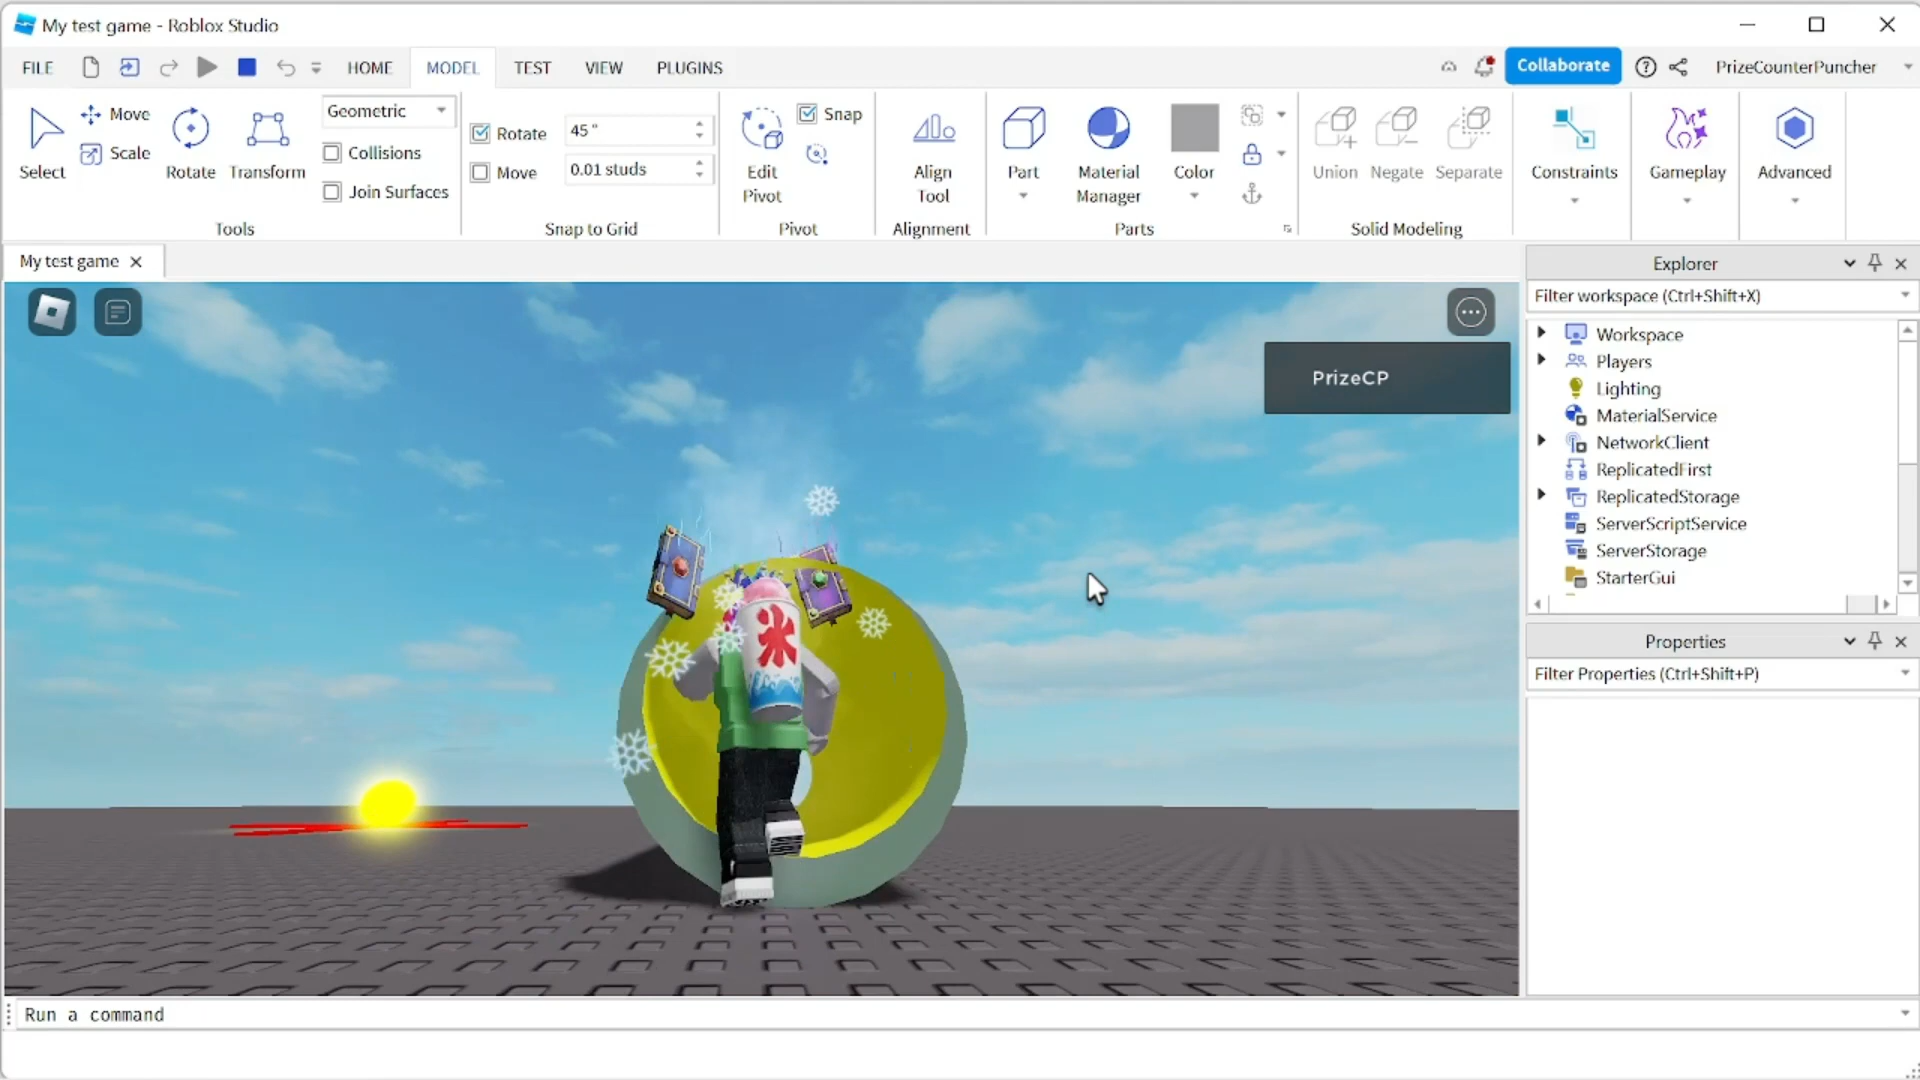 My test game - Roblox Studio
FILE HOME MODEL TEST VIEW PLUGINS Collaborate PrizeCounterPuncher
Select
Move
Scale
Rotate
Transform
Geometric
Collisions
Join Surfaces
Tools
Rotate 45 °
Move 0.01 studs
Snap to Grid
Edit
Pivot
Snap
Pivot
Align
Tool
Alignment
Part
Material
Manager
Color
Parts
Union
Negate
Separate
Solid Modeling
Constraints
Gameplay
Advanced
My test game
PrizeCP
氷
Explorer
Filter workspace (Ctrl+Shift+X)
Workspace
Players
Lighting
MaterialService
NetworkClient
ReplicatedFirst
ReplicatedStorage
ServerScriptService
ServerStorage
StarterGui
Properties
Filter Properties (Ctrl+Shift+P)
Run a command